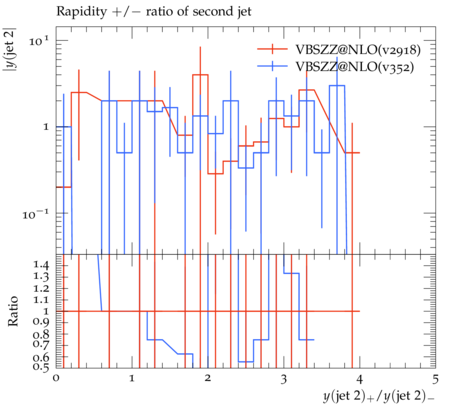 Rapidity +/− ratio of second jet
|y(jet 2|
10¹
1
10⁻¹
VBSZZ@NLO(v2918)
VBSZZ@NLO(v352)
Ratio
1.4
1.3
1.2
1.1
1
0.9
0.8
0.7
0.6
0.5
0 1 2 3 4 5
y(jet 2)₊/y(jet 2)₋